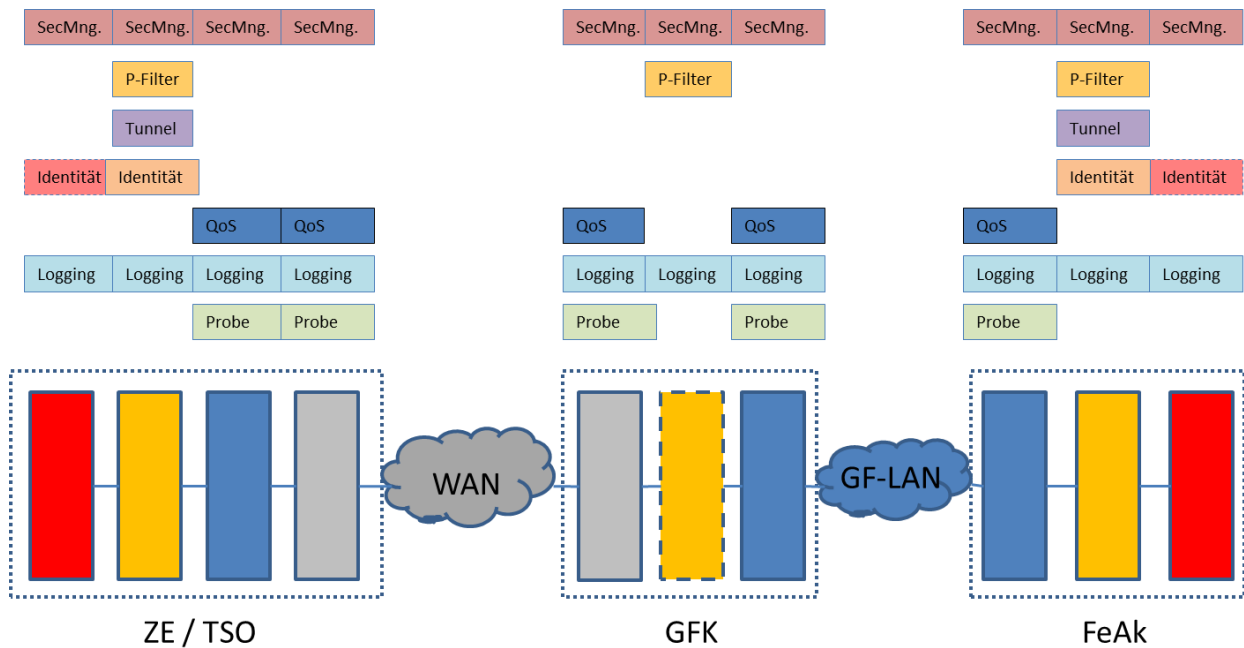 SecMng. SecMng. SecMng. SecMng. SecMng. SecMng. SecMng. SecMng. SecMng. SecMng.
P-Filter P-Filter P-Filter
Tunnel Tunnel
Identität Identität Identität Identität
QoS QoS QoS QoS QoS
Logging Logging Logging Logging Logging Logging Logging Logging Logging Logging
Probe Probe Probe Probe Probe
WAN GF-LAN
ZE / TSO GFK FeAk